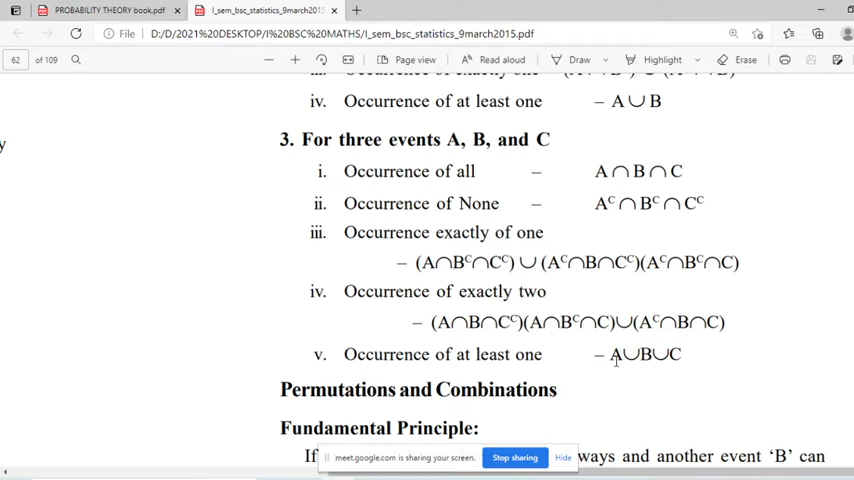 PROBABILITY THEORY book.pdf × I_sem_bsc_statistics_9march2015.p × +
File D:/D/2021%20DESKTOP/I%20BSC%20MATHS/I_sem_bsc_statistics_9march2015.pdf
62 of 109 Page view Read aloud Draw Highlight Erase
iv. Occurrence of at least one – A ∪ B
y
3. For three events A, B, and C
i. Occurrence of all – A ∩ B ∩ C
ii. Occurrence of None – Aᶜ ∩ Bᶜ ∩ Cᶜ
iii. Occurrence exactly of one
– (A∩Bᶜ∩Cᶜ) ∪ (Aᶜ∩B∩Cᶜ)(Aᶜ∩Bᶜ∩C)
iv. Occurrence of exactly two
– (A∩B∩Cᶜ)(A∩Bᶜ∩C)∪(Aᶜ∩B∩C)
v. Occurrence of at least one – A∪B∪C
Permutations and Combinations
Fundamental Principle:
If ways and another event ‘B’ can
meet.google.com is sharing your screen. Stop sharing Hide